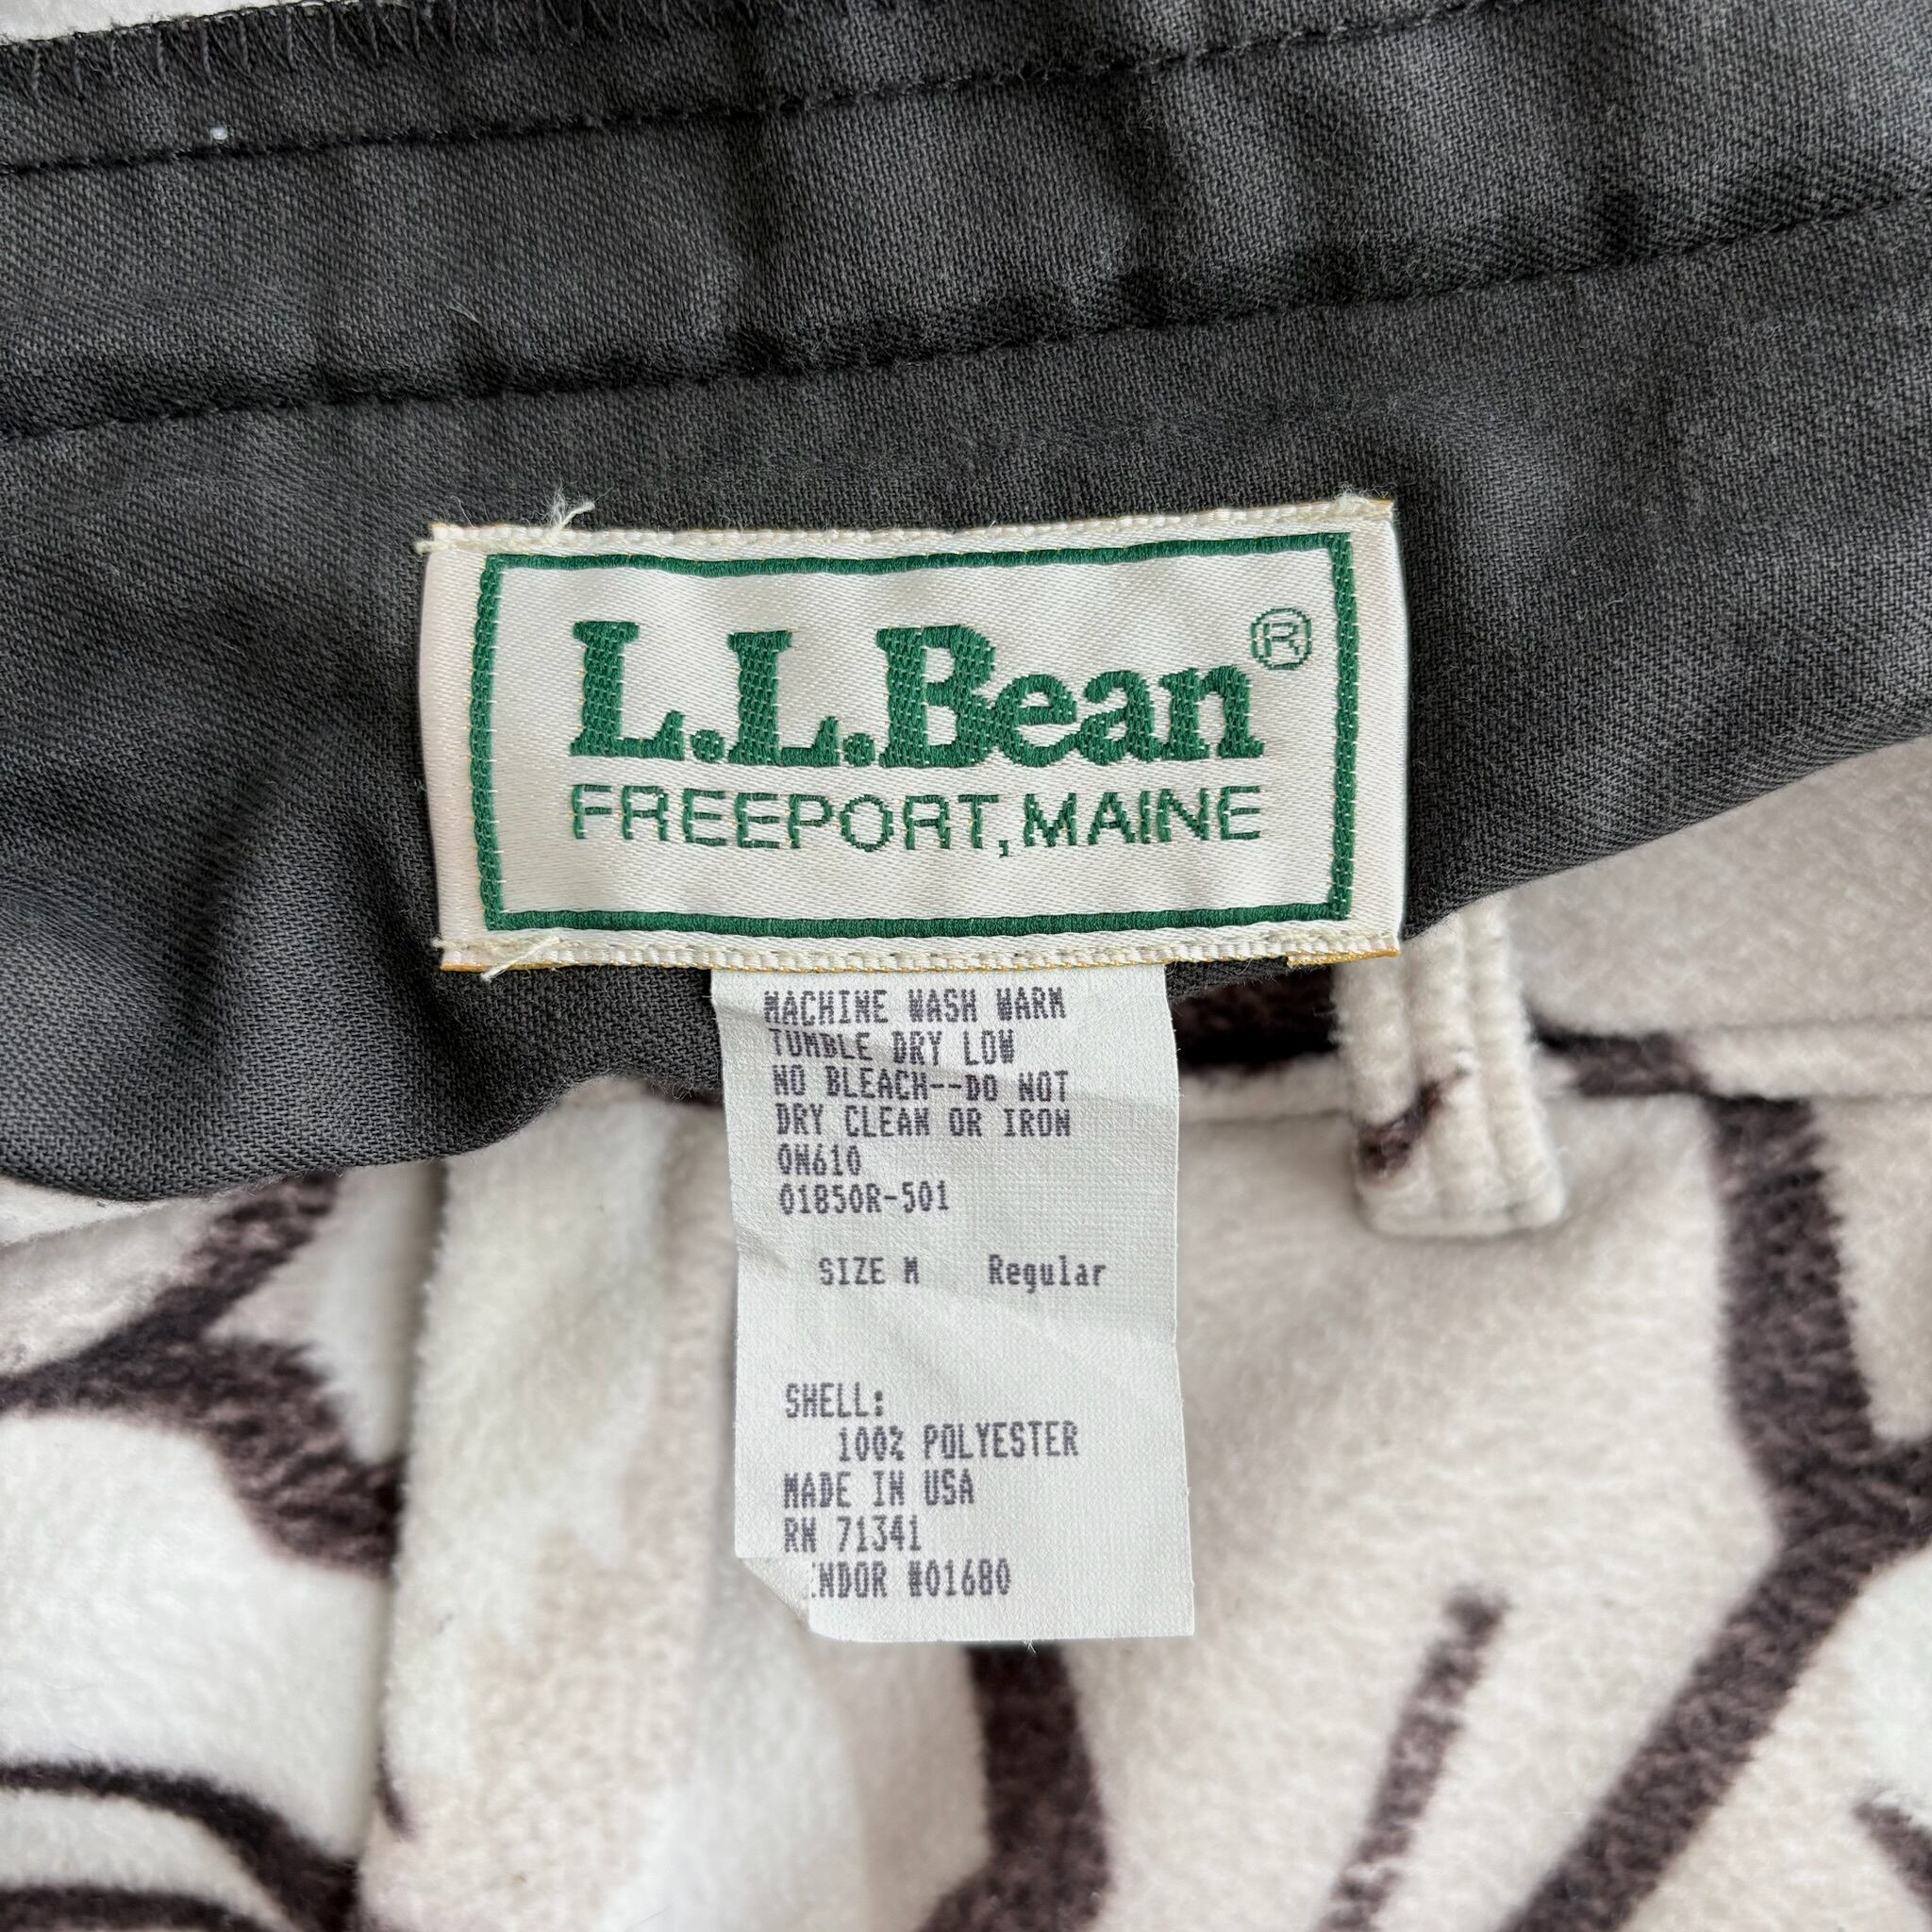 L.L.Bean®
FREEPORT, MAINE
MACHINE WASH WARM
TUMBLE DRY LOW
NO BLEACH--DO NOT
DRY CLEAN OR IRON
0N610
01850R-501
SIZE M Regular
SHELL:
100% POLYESTER
MADE IN USA
RN 71341
ENDOR #01680